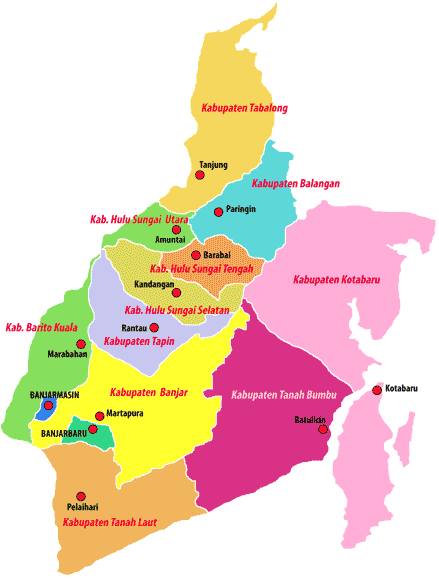 Kabupaten Tabalong
Tanjung
Kabupaten Balangan
Paringin
Kab. Hulu Sungai Utara
Amuntai
Barabai
Kab. Hulu Sungai Tengah
Kabupaten Kotabaru
Kandangan
Kab. Hulu Sungai Selatan
Kab. Barito Kuala
Rantau
Kabupaten Tapin
Marabahan
Kabupaten Banjar
Kabupaten Tanah Bumbu
Kotabaru
BANJARMASIN
Martapura
BANJARBARU
Batulicin
Pelaihari
Kabupaten Tanah Laut